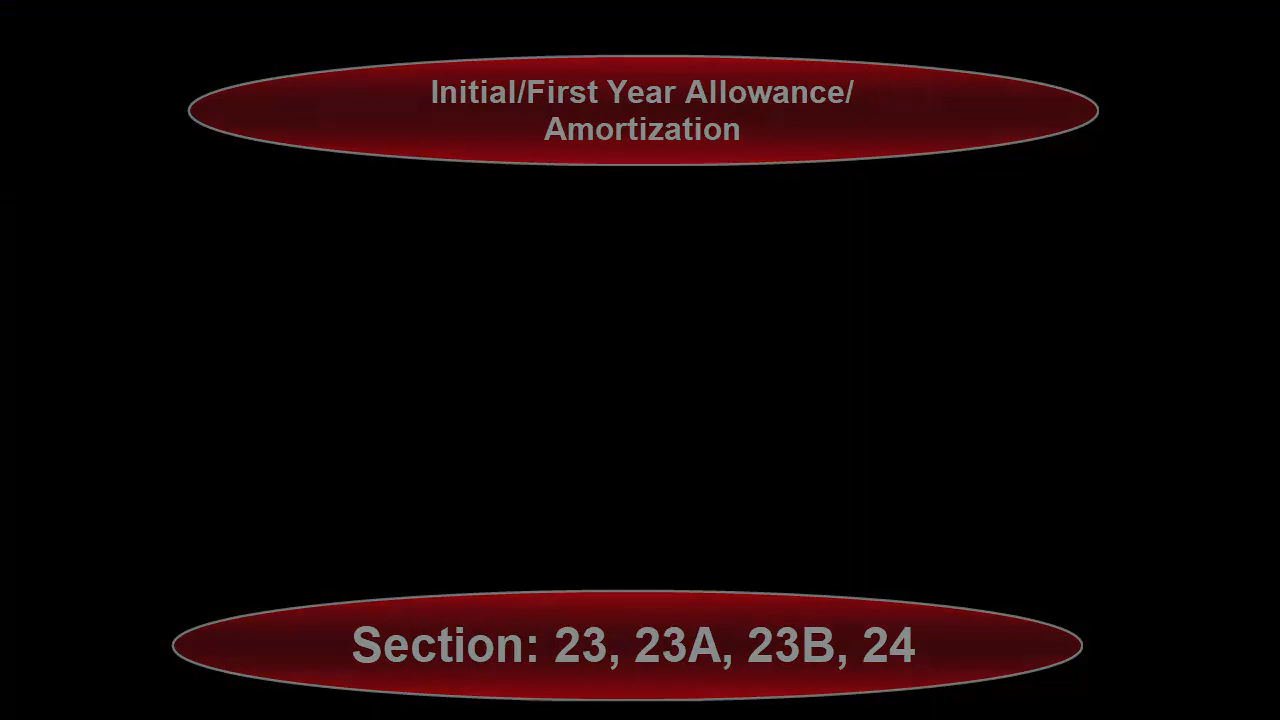 Initial/First Year Allowance/
Amortization
Section: 23, 23A, 23B, 24